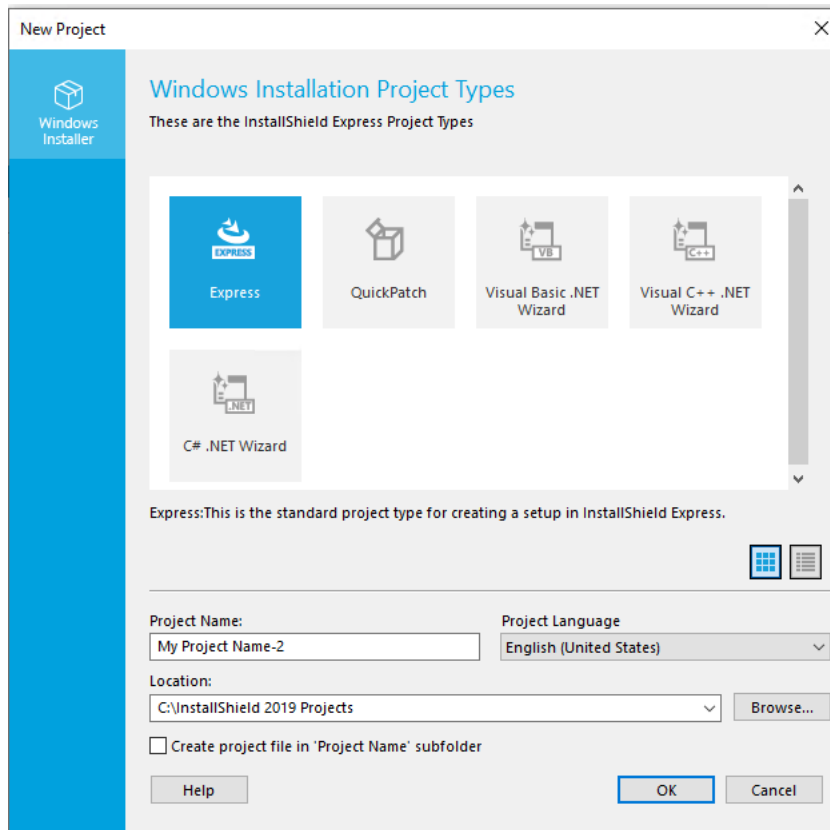 New Project
Windows
Installer
Windows Installation Project Types
These are the InstallShield Express Project Types
EXPRESS
Express
QuickPatch
VB
Visual Basic .NET
Wizard
C++
Visual C++ .NET
Wizard
.NET
C# .NET Wizard
Express:This is the standard project type for creating a setup in InstallShield Express.
Project Name:
Project Language
My Project Name-2
English (United States)
Location:
C:\InstallShield 2019 Projects
Browse...
Create project file in 'Project Name' subfolder
Help
OK
Cancel